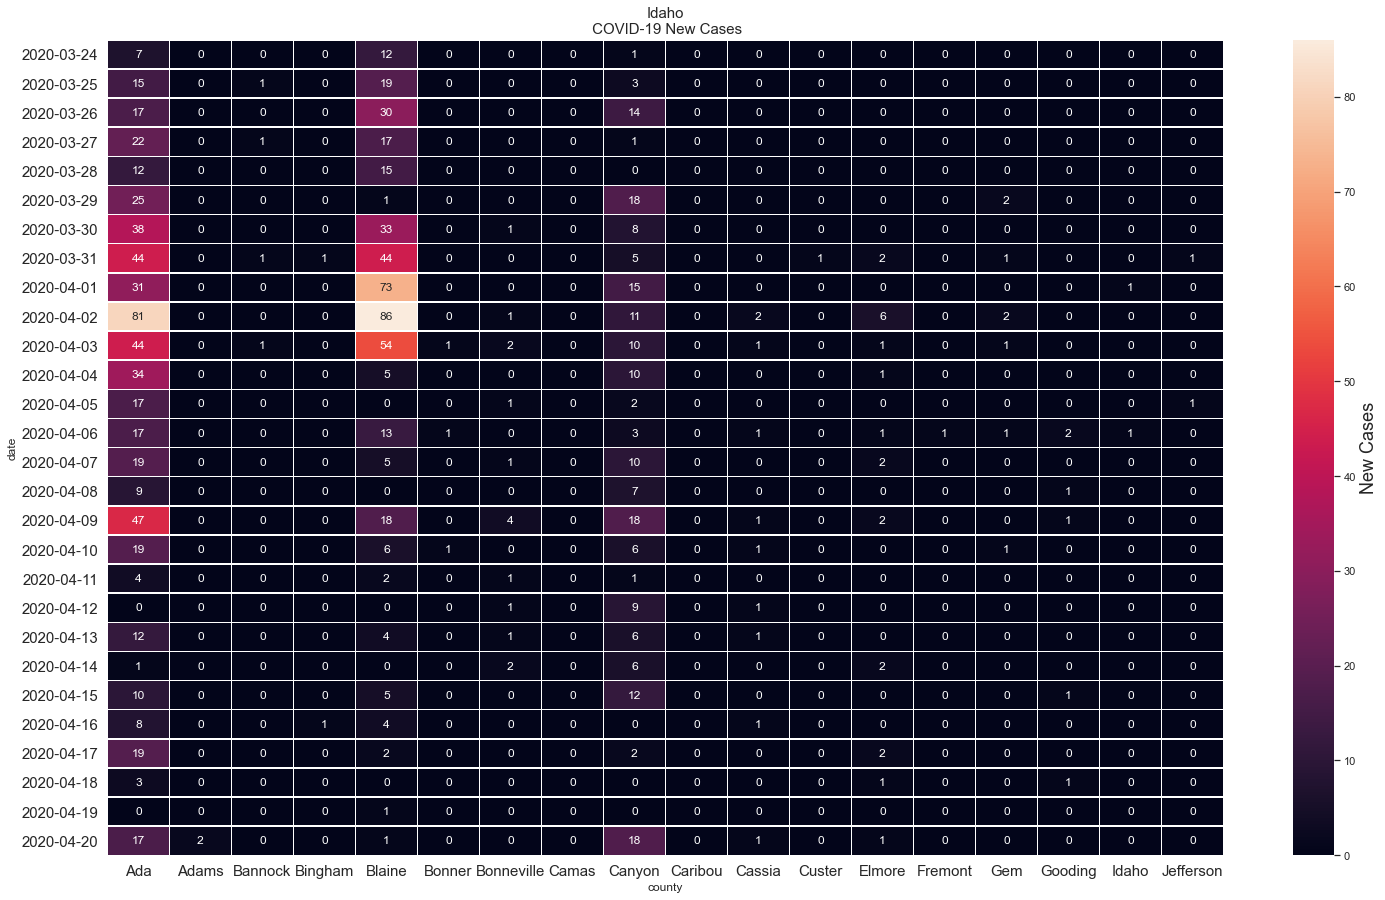 Idaho
COVID-19 New Cases
2020-03-24 7 0 0 0 12 0 0 0 1 0 0 0 0 0 0 0 0 0
2020-03-25 15 0 1 0 19 0 0 0 3 0 0 0 0 0 0 0 0 0
2020-03-26 17 0 0 0 30 0 0 0 14 0 0 0 0 0 0 0 0 0
2020-03-27 22 0 1 0 17 0 0 0 1 0 0 0 0 0 0 0 0 0
2020-03-28 12 0 0 0 15 0 0 0 0 0 0 0 0 0 0 0 0 0
2020-03-29 25 0 0 0 1 0 0 0 18 0 0 0 0 0 2 0 0 0
2020-03-30 38 0 0 0 33 0 1 0 8 0 0 0 0 0 0 0 0 0
2020-03-31 44 0 1 1 44 0 0 0 5 0 0 1 2 0 1 0 0 1
2020-04-01 31 0 0 0 73 0 0 0 15 0 0 0 0 0 0 0 1 0
2020-04-02 81 0 0 0 86 0 1 0 11 0 2 0 6 0 2 0 0 0
2020-04-03 44 0 1 0 54 1 2 0 10 0 1 0 1 0 1 0 0 0
2020-04-04 34 0 0 0 5 0 0 0 10 0 0 0 1 0 0 0 0 0
2020-04-05 17 0 0 0 0 0 1 0 2 0 0 0 0 0 0 0 0 1
2020-04-06 17 0 0 0 13 1 0 0 3 0 1 0 1 1 1 2 1 0
2020-04-07 19 0 0 0 5 0 1 0 10 0 0 0 2 0 0 0 0 0
2020-04-08 9 0 0 0 0 0 0 0 7 0 0 0 0 0 0 1 0 0
2020-04-09 47 0 0 0 18 0 4 0 18 0 1 0 2 0 0 1 0 0
2020-04-10 19 0 0 0 6 1 0 0 6 0 1 0 0 0 1 0 0 0
2020-04-11 4 0 0 0 2 0 1 0 1 0 0 0 0 0 0 0 0 0
2020-04-12 0 0 0 0 0 0 1 0 9 0 1 0 0 0 0 0 0 0
2020-04-13 12 0 0 0 4 0 1 0 6 0 1 0 0 0 0 0 0 0
2020-04-14 1 0 0 0 0 0 2 0 6 0 0 0 2 0 0 0 0 0
2020-04-15 10 0 0 0 5 0 0 0 12 0 0 0 0 0 0 1 0 0
2020-04-16 8 0 0 1 4 0 0 0 0 0 1 0 0 0 0 0 0 0
2020-04-17 19 0 0 0 2 0 0 0 2 0 0 0 2 0 0 0 0 0
2020-04-18 3 0 0 0 0 0 0 0 0 0 0 0 1 0 0 1 0 0
2020-04-19 0 0 0 0 1 0 0 0 0 0 0 0 0 0 0 0 0 0
2020-04-20 17 2 0 0 1 0 0 0 18 0 1 0 1 0 0 0 0 0
Ada Adams Bannock Bingham Blaine Bonner Bonneville Camas Canyon Caribou Cassia Custer Elmore Fremont Gem Gooding Idaho Jefferson
county
date
80
70
60
50
40
30
20
10
0
New Cases